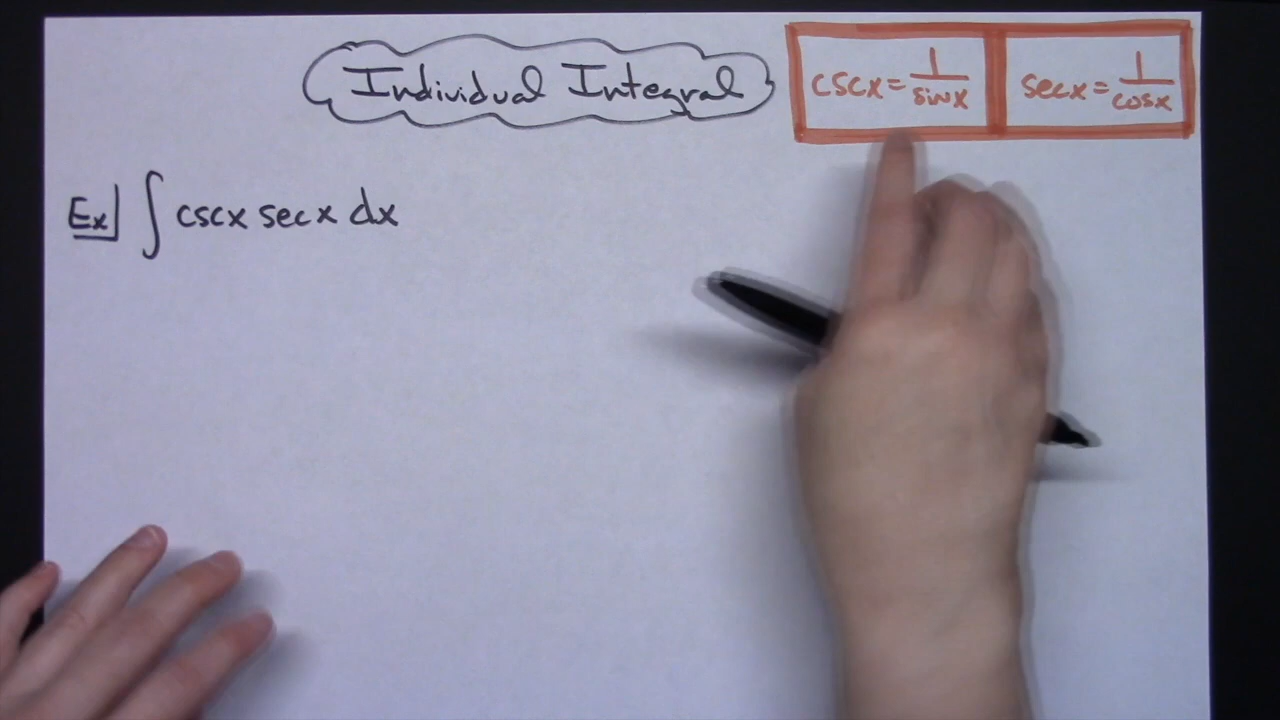 Individual Integral
cscx = 1/sinx
secx = 1/cosx
Ex] ∫ cscx secx dx